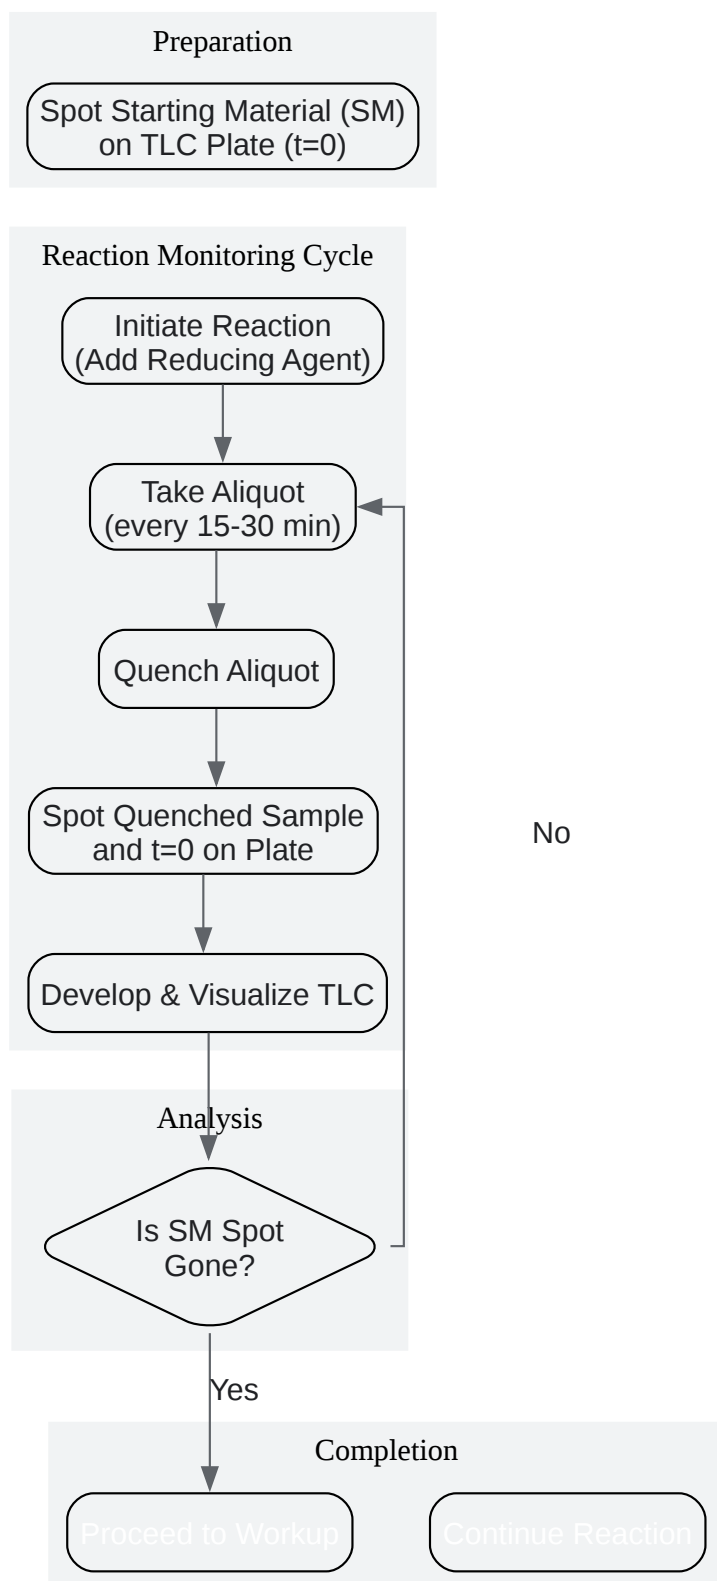 Preparation
Spot Starting Material (SM)
on TLC Plate (t=0)
Reaction Monitoring Cycle
Initiate Reaction
(Add Reducing Agent)
Take Aliquot
(every 15-30 min)
Quench Aliquot
Spot Quenched Sample
and t=0 on Plate
No
Develop & Visualize TLC
Analysis
Is SM Spot
Gone?
Yes
Completion
Proceed to Workup
Continue Reaction